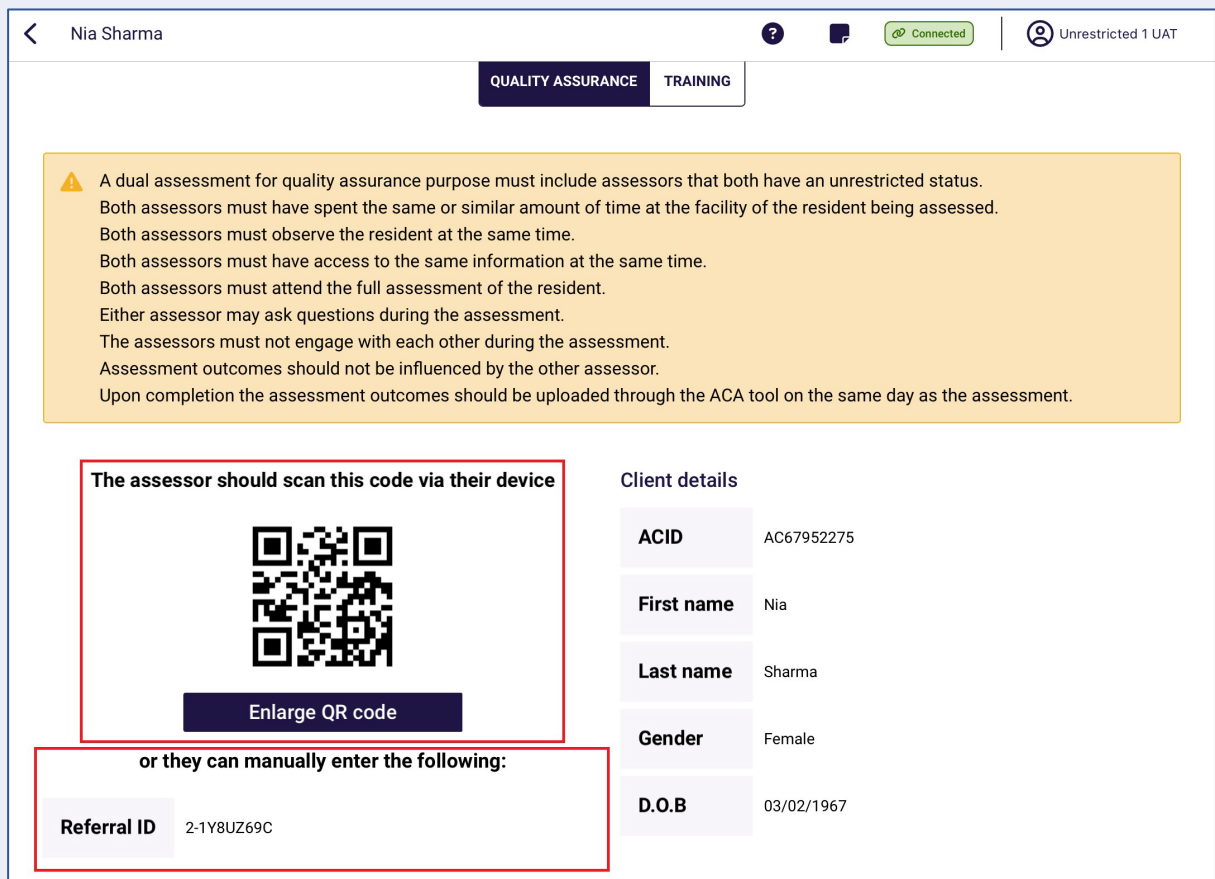 Nia Sharma
Connected
Unrestricted 1 UAT
QUALITY ASSURANCE
TRAINING
A dual assessment for quality assurance purpose must include assessors that both have an unrestricted status.
Both assessors must have spent the same or similar amount of time at the facility of the resident being assessed.
Both assessors must observe the resident at the same time.
Both assessors must have access to the same information at the same time.
Both assessors must attend the full assessment of the resident.
Either assessor may ask questions during the assessment.
The assessors must not engage with each other during the assessment.
Assessment outcomes should not be influenced by the other assessor.
Upon completion the assessment outcomes should be uploaded through the ACA tool on the same day as the assessment.
The assessor should scan this code via their device
Enlarge QR code
or they can manually enter the following:
Referral ID 2-1Y8UZ69C
Client details
ACID AC67952275
First name Nia
Last name Sharma
Gender Female
D.O.B 03/02/1967